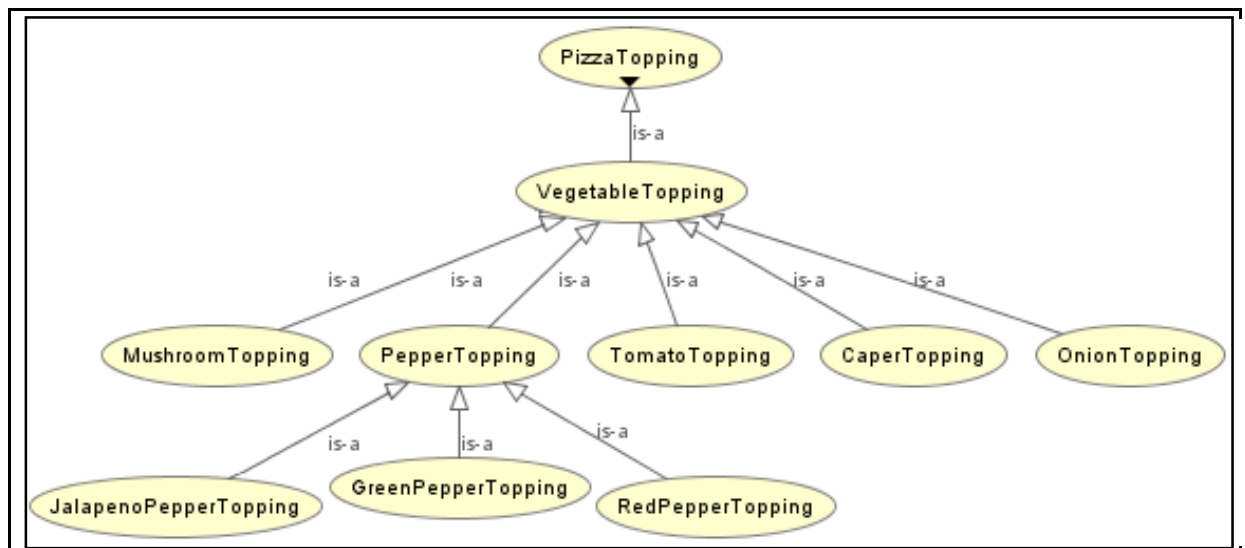 PizzaTopping
is-a
VegetableTopping
is-a
is-a
is-a
is-a
is-a
is-a
MushroomTopping
PepperTopping
TomatoTopping
CaperTopping
OnionTopping
is-a
is-a
is-a
JalapenoPepperTopping
GreenPepperTopping
RedPepperTopping